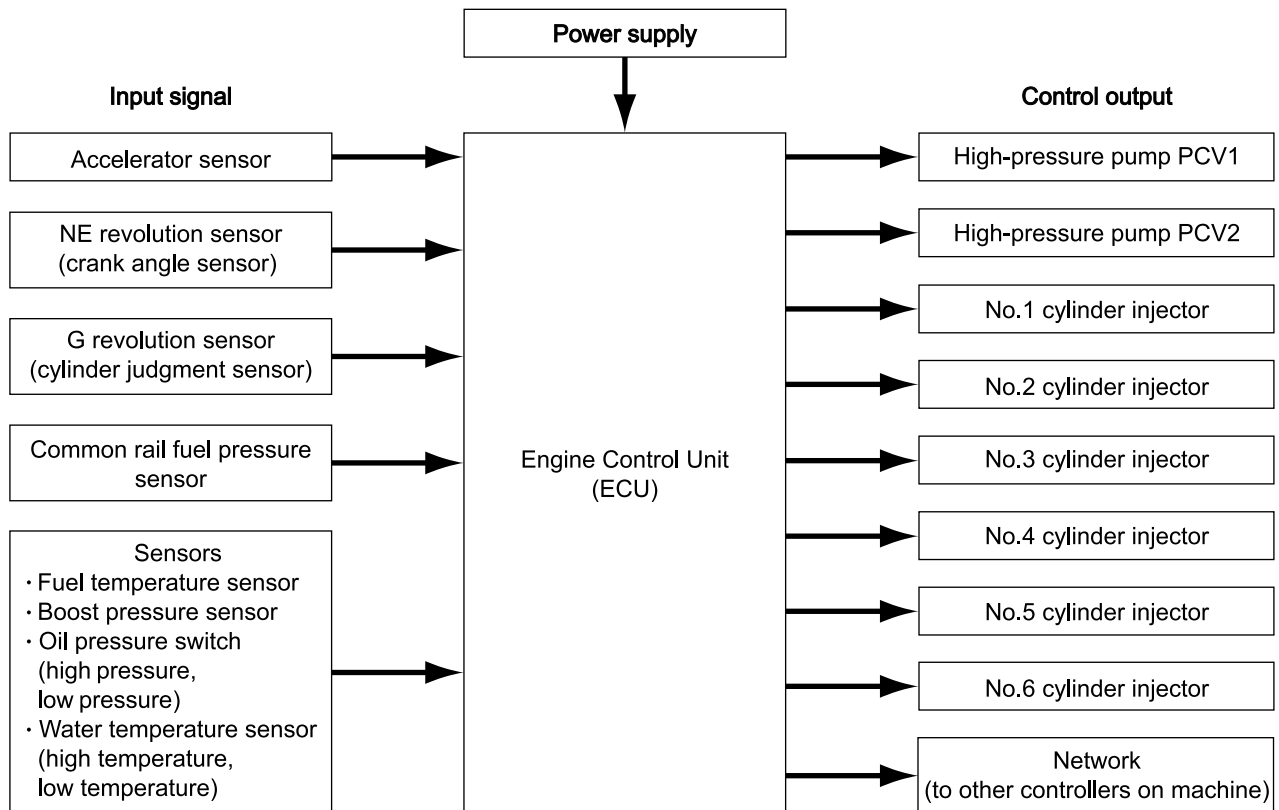 Power supply
Input signal
Control output
Accelerator sensor
NE revolution sensor
(crank angle sensor)
G revolution sensor
(cylinder judgment sensor)
Common rail fuel pressure
sensor
Sensors
· Fuel temperature sensor
· Boost pressure sensor
· Oil pressure switch
(high pressure,
low pressure)
· Water temperature sensor
(high temperature,
low temperature)
Engine Control Unit
(ECU)
High-pressure pump PCV1
High-pressure pump PCV2
No.1 cylinder injector
No.2 cylinder injector
No.3 cylinder injector
No.4 cylinder injector
No.5 cylinder injector
No.6 cylinder injector
Network
(to other controllers on machine)